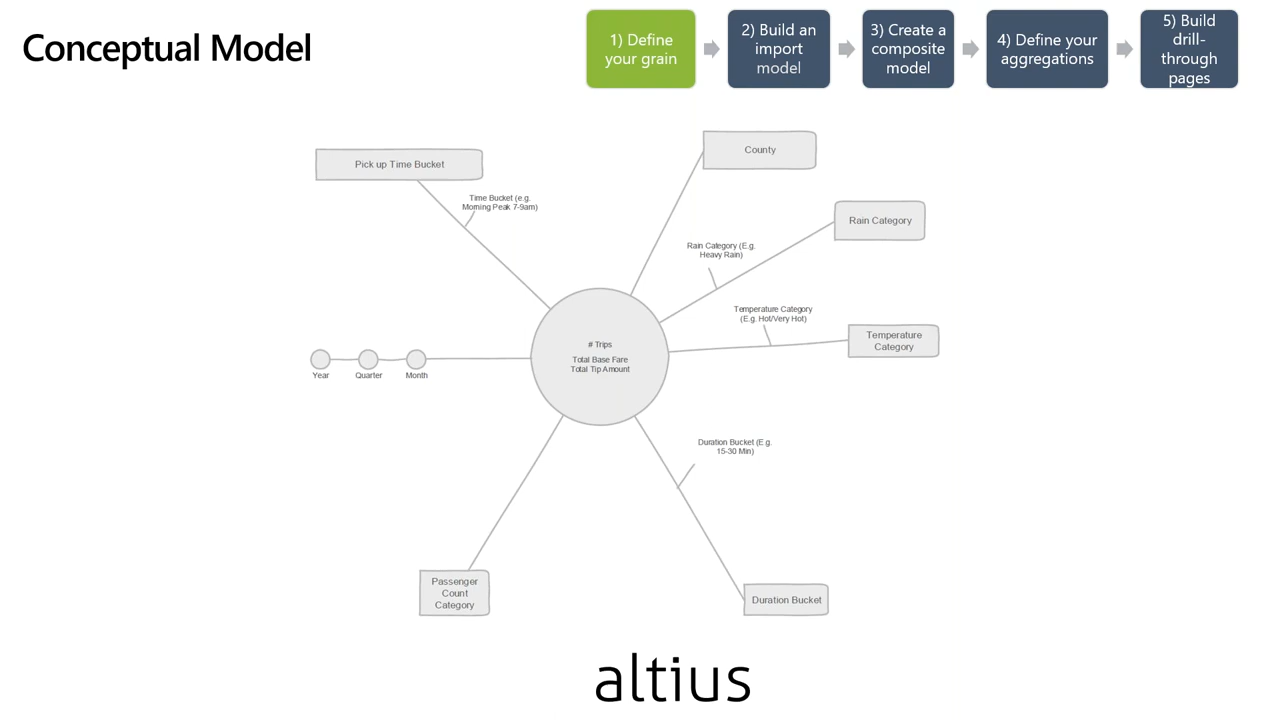 Conceptual Model
1) Define
your grain
2) Build an
import
model
3) Create a
composite
model
4) Define your
aggregations
5) Build
drill-
through
pages
Pick up Time Bucket
Time Bucket (e.g.
Morning Peak 7-9am)
County
Rain Category
Rain Category (E.g.
Heavy Rain)
Temperature Category
(E.g. Hot/Very Hot)
Temperature
Category
# Trips
Total Base Fare
Total Tip Amount
Year
Quarter
Month
Duration Bucket (E.g.
15-30 Min)
Passenger
Count
Category
Duration Bucket
altius